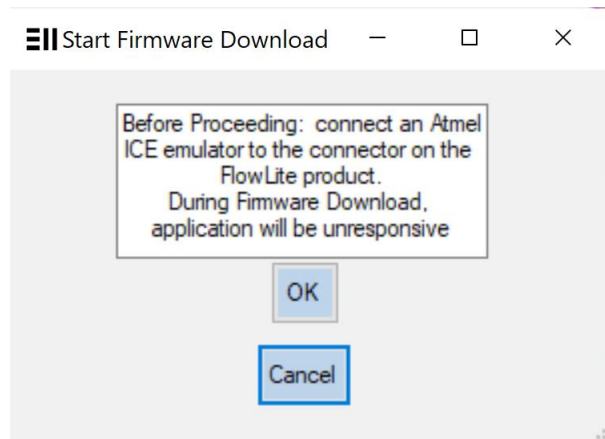 Start Firmware Download
Before Proceeding:  connect an Atmel
ICE emulator to the connector on the
FlowLite product.
During Firmware Download,
application will be unresponsive
OK
Cancel